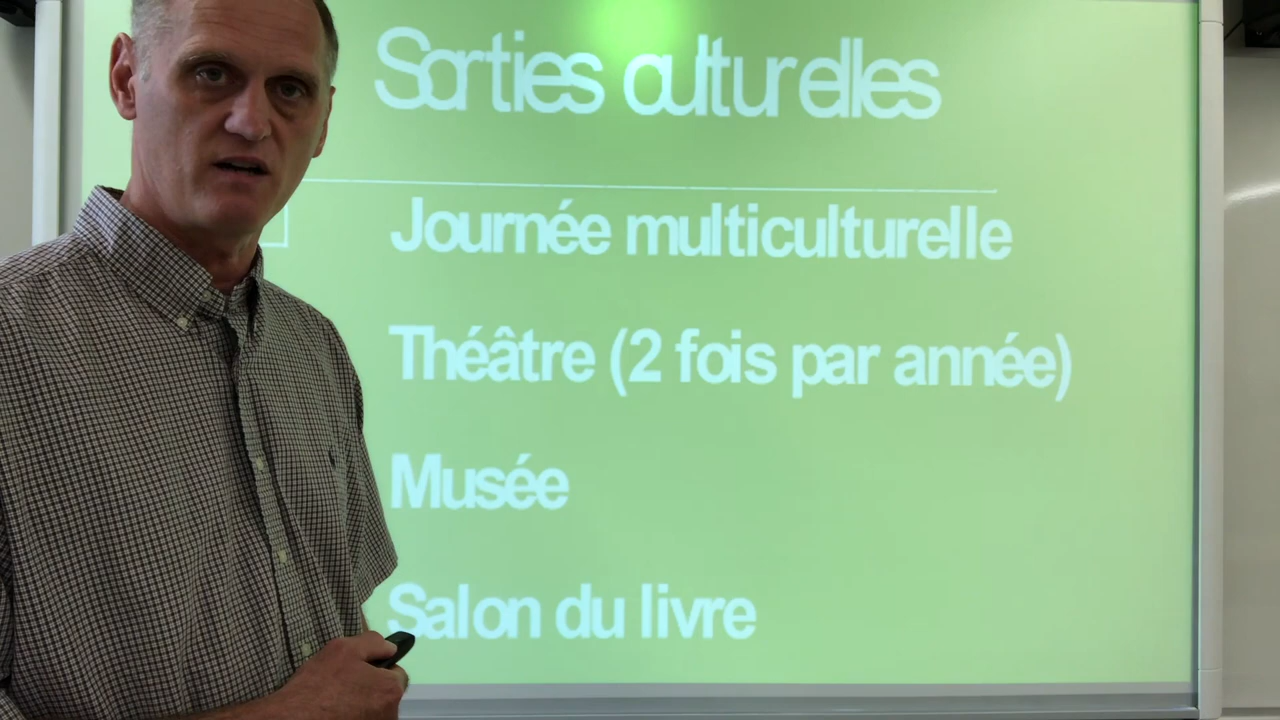 Sorties culturelles
Journée multiculturelle
Théâtre (2 fois par année)
Musée
Salon du livre